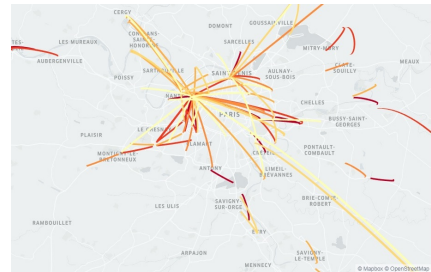 CERGY
DOMONT
GOUSSAINVILLE
CONFLANS-
SAINTE-
HONORINE
LES MUREAUX
SARCELLES
MITRY-MORY
AUBERGENVILLE
CLAYE-
SOUILLY
MEAUX
POISSY
SARTROUVILLE
SAINT-DENIS
AULNAY-
SOUS-BOIS
CHELLES
PARIS
BUSSY-SAINT-
GEORGES
PLAISIR
LE CHESNAY
CLAMART
PONTAULT-
COMBAULT
MONTIGNY-LE-
BRETONNEUX
CRÉTEIL
ANTONY
LIMEIL-
BRÉVANNES
BRIE-COMTE-
ROBERT
LES ULIS
SAVIGNY-
SUR-ORGE
RAMBOUILLET
EVRY
ARPAJON
SAVIGNY-
LE-TEMPLE
MENNECY
© Mapbox © OpenStreetMap